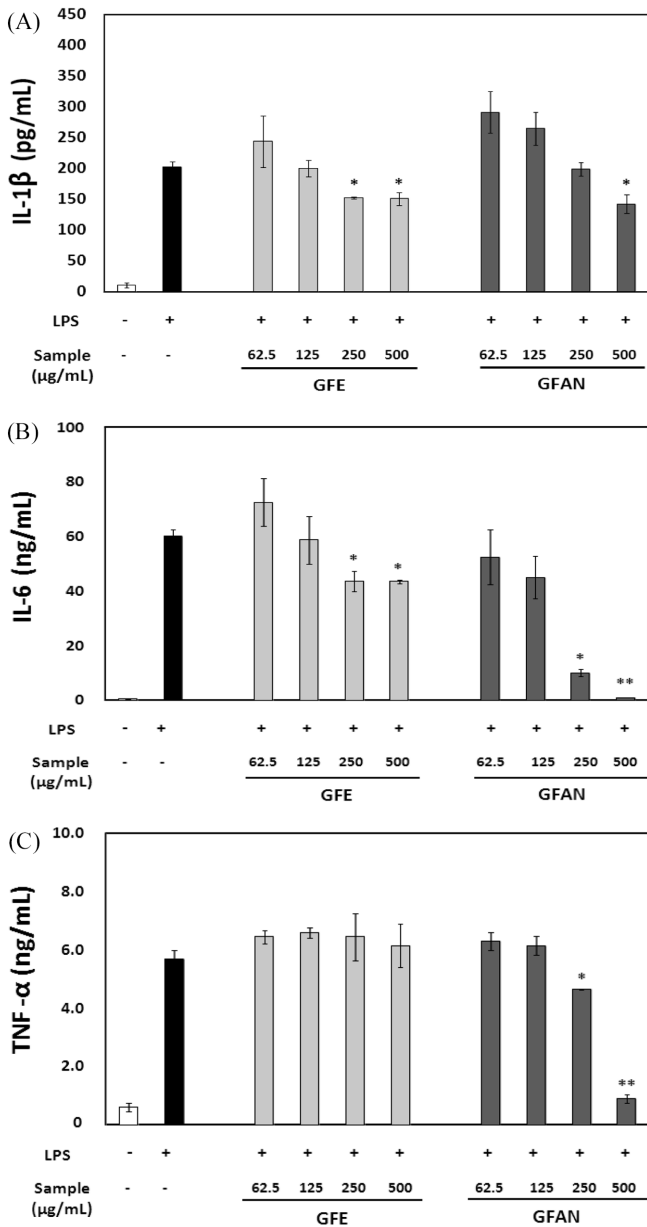 (A)
IL-1β (pg/mL)
450
400
350
300
250
200
150
100
50
0
* * *
LPS - + + + + + + + + +
Sample (µg/mL) - - 62.5 125 250 500 62.5 125 250 500
GFE GFAN
(B)
IL-6 (ng/mL)
100
80
60
40
20
0
* * * **
LPS - + + + + + + + + +
Sample (µg/mL) - - 62.5 125 250 500 62.5 125 250 500
GFE GFAN
(C)
TNF-α (ng/mL)
10.0
8.0
6.0
4.0
2.0
0
* **
LPS - + + + + + + + + +
Sample (µg/mL) - - 62.5 125 250 500 62.5 125 250 500
GFE GFAN